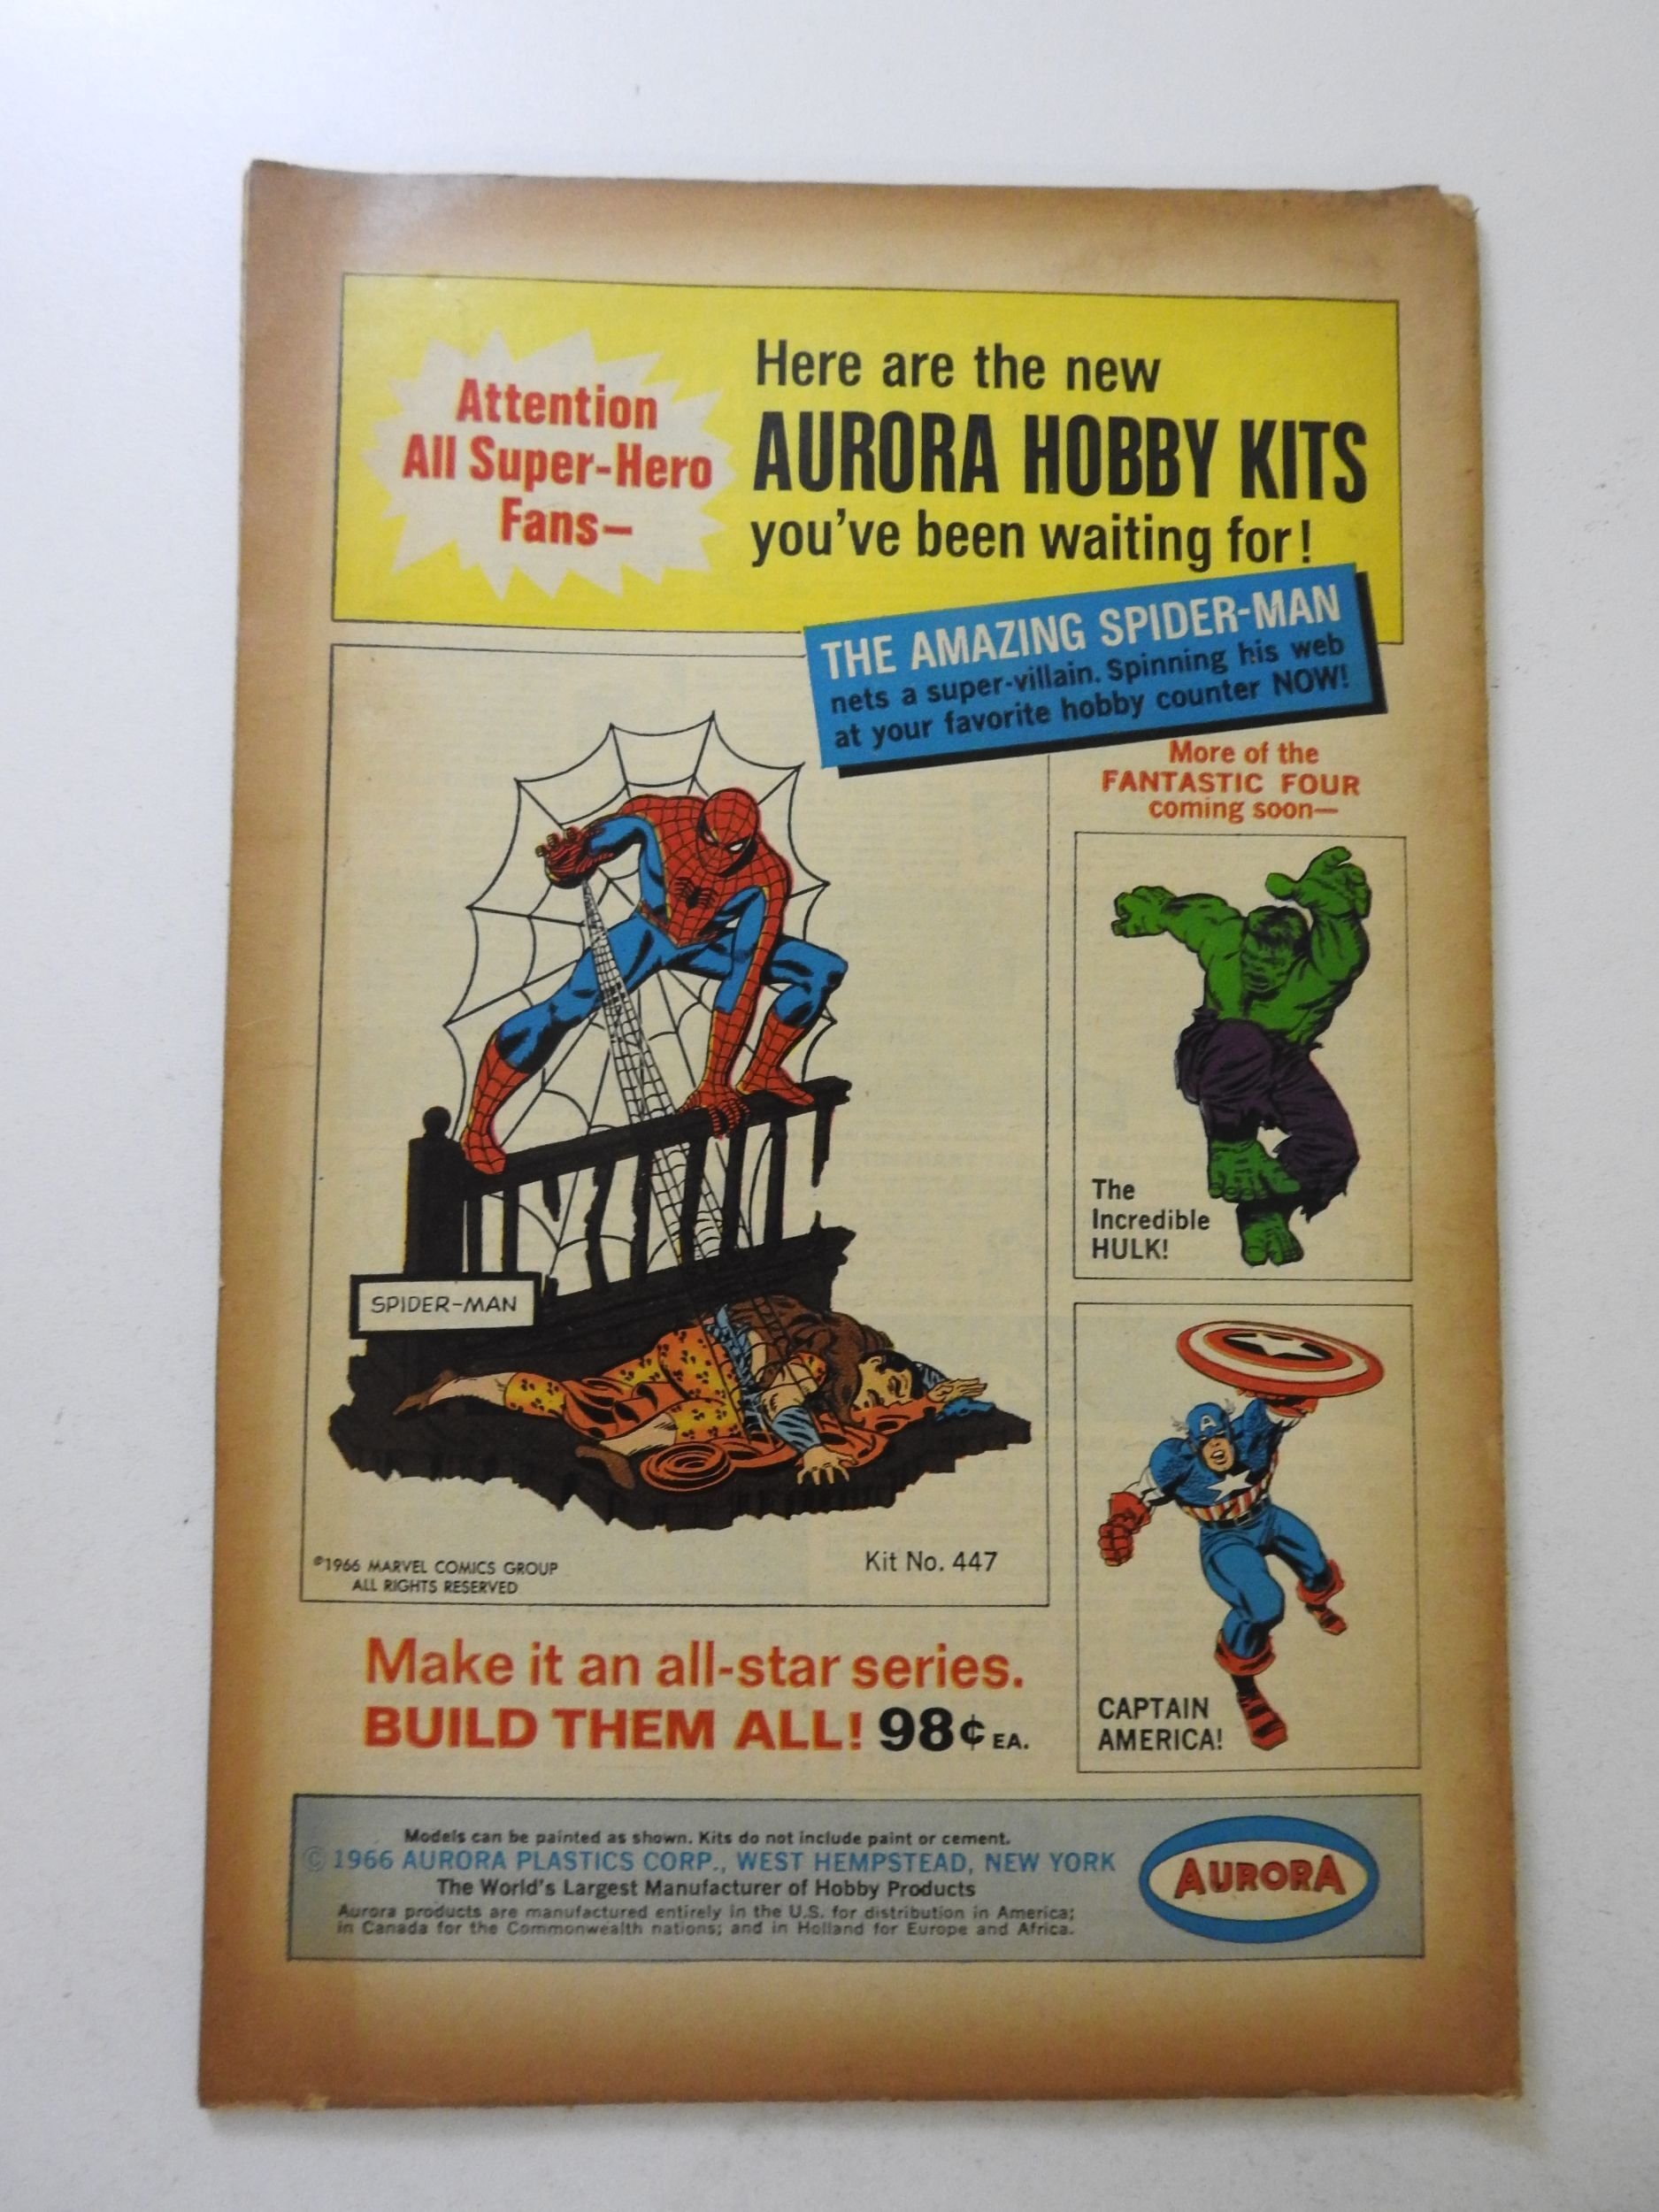 Attention
All Super-Hero
Fans—
Here are the new
AURORA HOBBY KITS
you've been waiting for!
THE AMAZING SPIDER-MAN
nets a super-villain. Spinning his web
at your favorite hobby counter NOW!
More of the
FANTASTIC FOUR
coming soon—
The
Incredible
HULK!
SPIDER-MAN
©1966 MARVEL COMICS GROUP
ALL RIGHTS RESERVED
Kit No. 447
A
CAPTAIN
AMERICA!
Make it an all-star series.
BUILD THEM ALL! 98¢ EA.
Models can be painted as shown. Kits do not include paint or cement.
© 1966 AURORA PLASTICS CORP., WEST HEMPSTEAD, NEW YORK
The World's Largest Manufacturer of Hobby Products
Aurora products are manufactured entirely in the U.S. for distribution in America;
in Canada for the Commonwealth nations; and in Holland for Europe and Africa.
AURORA